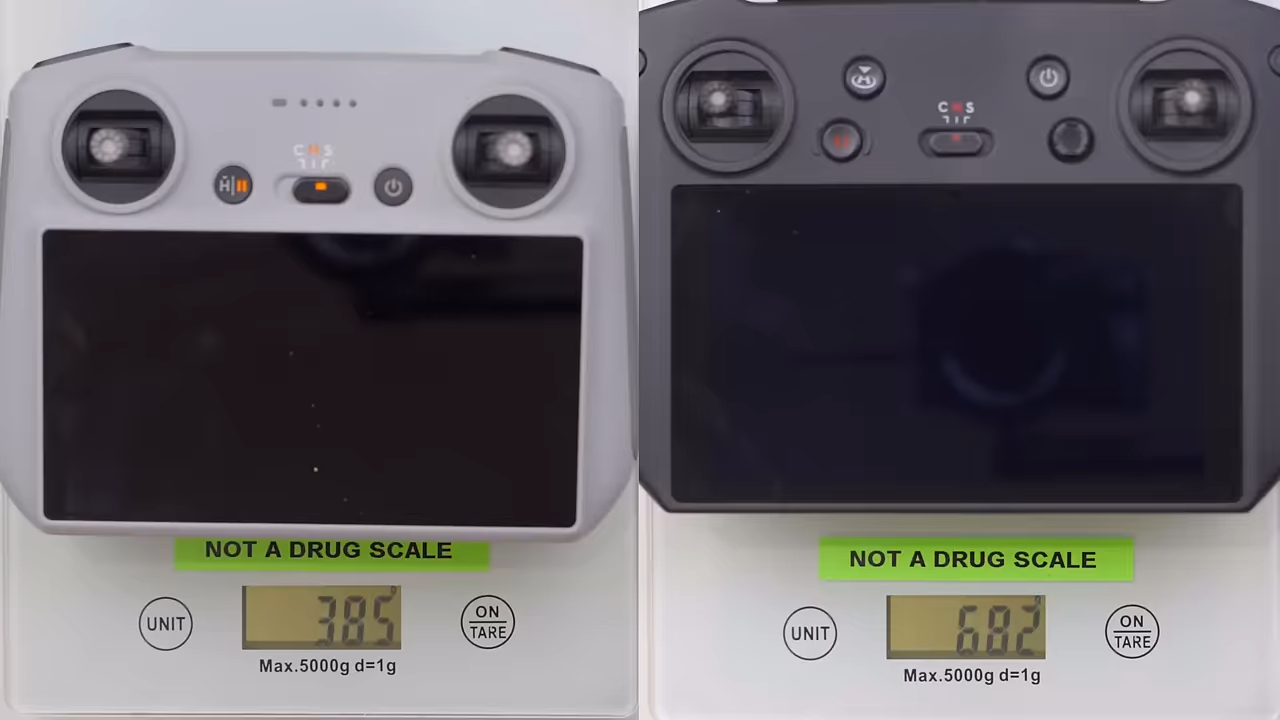 C N S
H
NOT A DRUG SCALE
UNIT
385 g
ON
TARE
Max.5000g d=1g
C N S
H
NOT A DRUG SCALE
UNIT
682 g
ON
TARE
Max.5000g d=1g